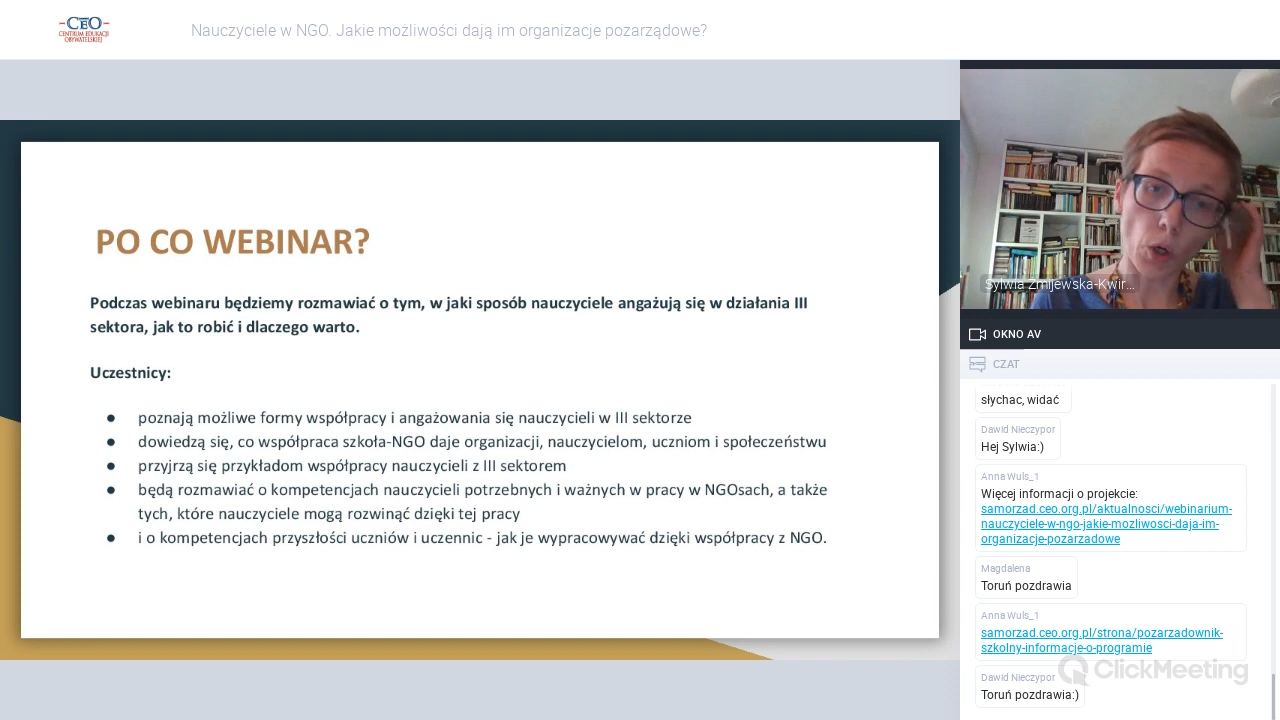 CEO
CENTRUM EDUKACJI
OBYWATELSKIEJ
Nauczyciele w NGO. Jakie możliwości dają im organizacje pozarządowe?
PO CO WEBINAR?
Podczas webinaru będziemy rozmawiać o tym, w jaki sposób nauczyciele angażują się w działania III
sektora, jak to robić i dlaczego warto.
Uczestnicy:
● poznają możliwe formy współpracy i angażowania się nauczycieli w III sektorze
● dowiedzą się, co współpraca szkoła-NGO daje organizacji, nauczycielom, uczniom i społeczeństwu
● przyjrzą się przykładom współpracy nauczycieli z III sektorem
● będą rozmawiać o kompetencjach nauczycieli potrzebnych i ważnych w pracy w NGOsach, a także
tych, które nauczyciele mogą rozwinąć dzięki tej pracy
● i o kompetencjach przyszłości uczniów i uczennic - jak je wypracowywać dzięki współpracy z NGO.
Sylwia Żmijewska-Kwir...
OKNO AV
CZAT
słychac, widać
Dawid Nieczypor
Hej Sylwia:)
Anna Wuls_1
Więcej informacji o projekcie:
samorzad.ceo.org.pl/aktualnosci/webinarium-
nauczyciele-w-ngo-jakie-mozliwosci-daja-im-
organizacje-pozarzadowe
Magdalena
Toruń pozdrawia
Anna Wuls_1
samorzad.ceo.org.pl/strona/pozarzadownik-
szkolny-informacje-o-programie
Dawid Nieczypor
Toruń pozdrawia:)
ClickMeeting